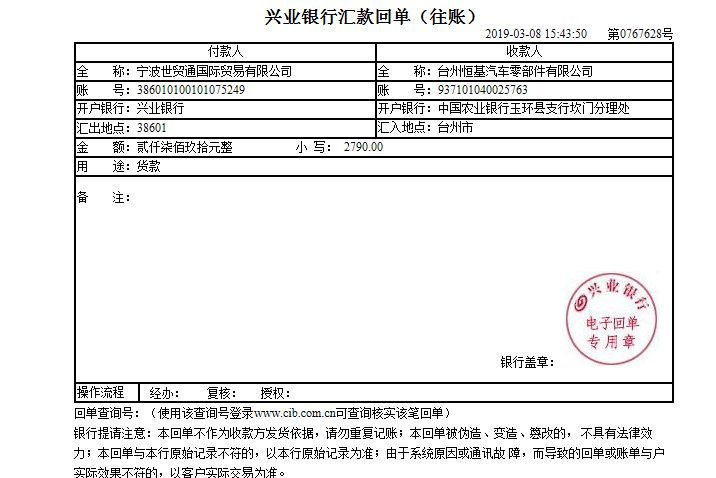 兴业银行汇款回单（往账）
2019-03-08 15:43:50 第0767628号
付款人 收款人
全 称：宁波世贸通国际贸易有限公司 全 称：台州恒基汽车零部件有限公司
账 号：386010100101075249 账 号：937101040025763
开户银行：兴业银行 开户银行：中国农业银行玉环县支行坎门分理处
汇出地点：38601 汇入地点：台州市
金 额：贰仟柒佰玖拾元整 小 写： 2790.00
用 途：货款
备 注：
兴业银行
电子回单
专用章
银行盖章：
操作流程 经办： 复核： 授权：
回单查询号：（使用该查询号登录www.cib.com.cn可查询核实该笔回单）
银行提请注意：本回单不作为收款方发货依据，请勿重复记账；本回单被伪造、变造、篡改的， 不具有法律效
力；本回单与本行原始记录不符的，以本行原始记录为准；由于系统原因或通讯故 障，而导致的回单或账单与户
实际效果不符的，以客户实际交易为准。